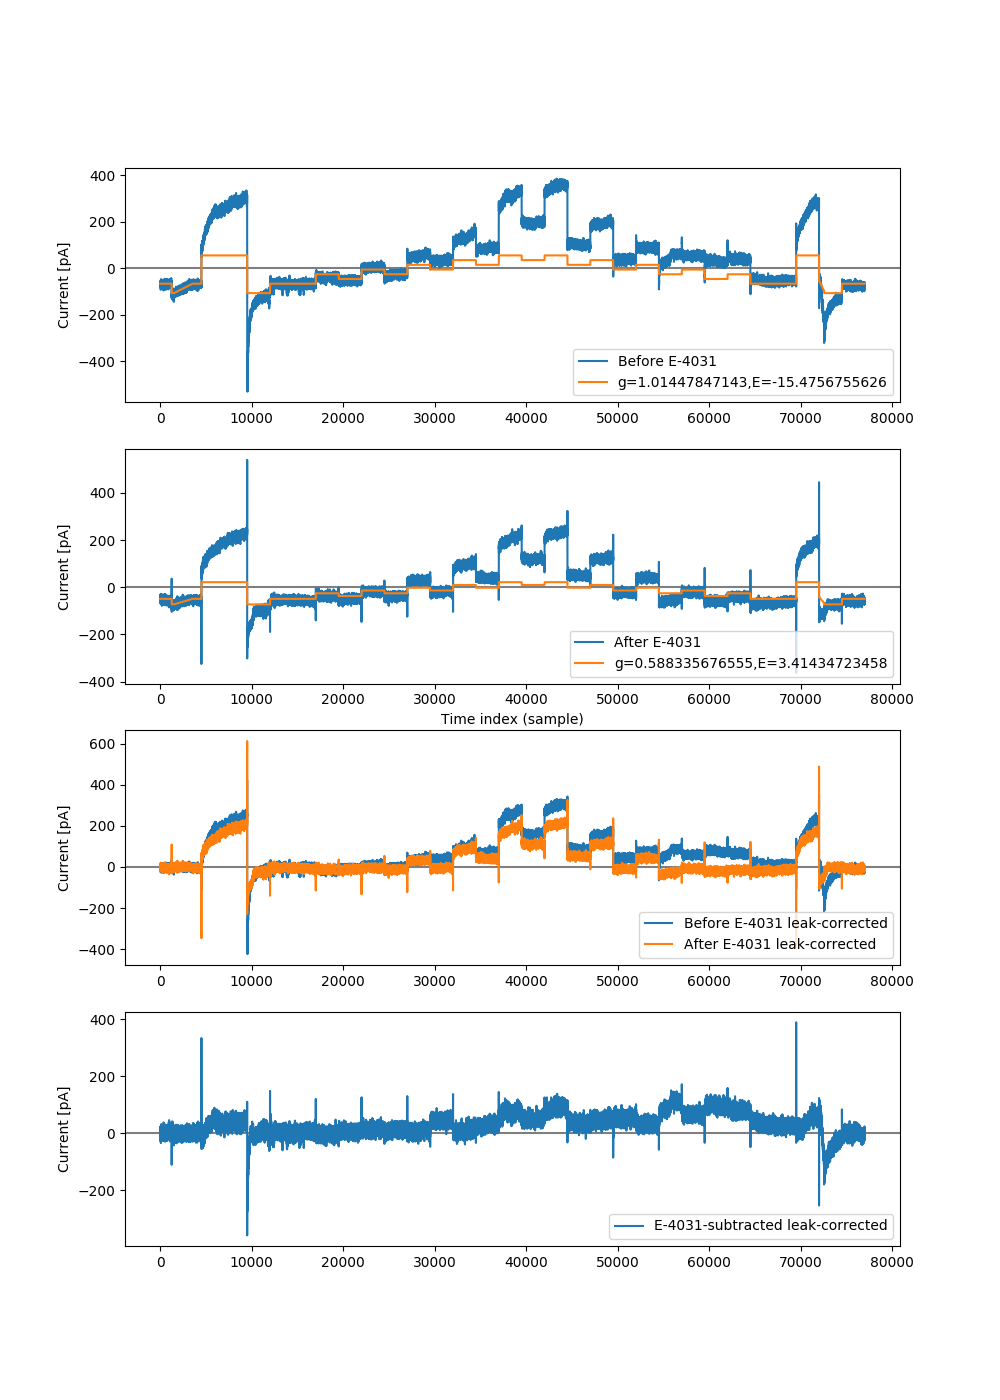 400
200
0
−200
−400
Current [pA]
Before E-4031
g=1.01447847143,E=-15.4756755626
0 10000 20000 30000 40000 50000 60000 70000 80000
400
200
0
−200
−400
Current [pA]
After E-4031
g=0.588335676555,E=3.41434723458
0 10000 20000 30000 40000 50000 60000 70000 80000
Time index (sample)
600
400
200
0
−200
−400
Current [pA]
Before E-4031 leak-corrected
After E-4031 leak-corrected
0 10000 20000 30000 40000 50000 60000 70000 80000
400
200
0
−200
Current [pA]
E-4031-subtracted leak-corrected
0 10000 20000 30000 40000 50000 60000 70000 80000